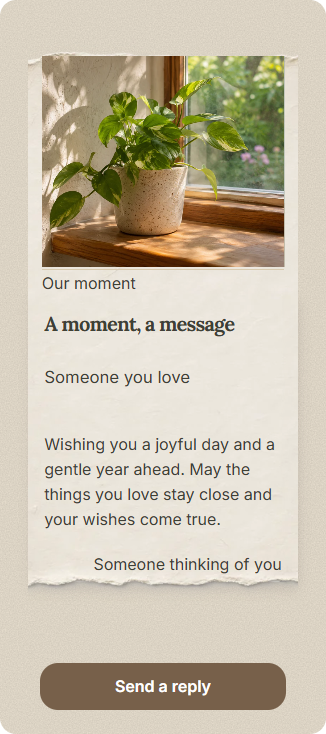 Our moment
A moment, a message
Someone you love
Wishing you a joyful day and a
gentle year ahead. May the
things you love stay close and
your wishes come true.
Someone thinking of you
Send a reply